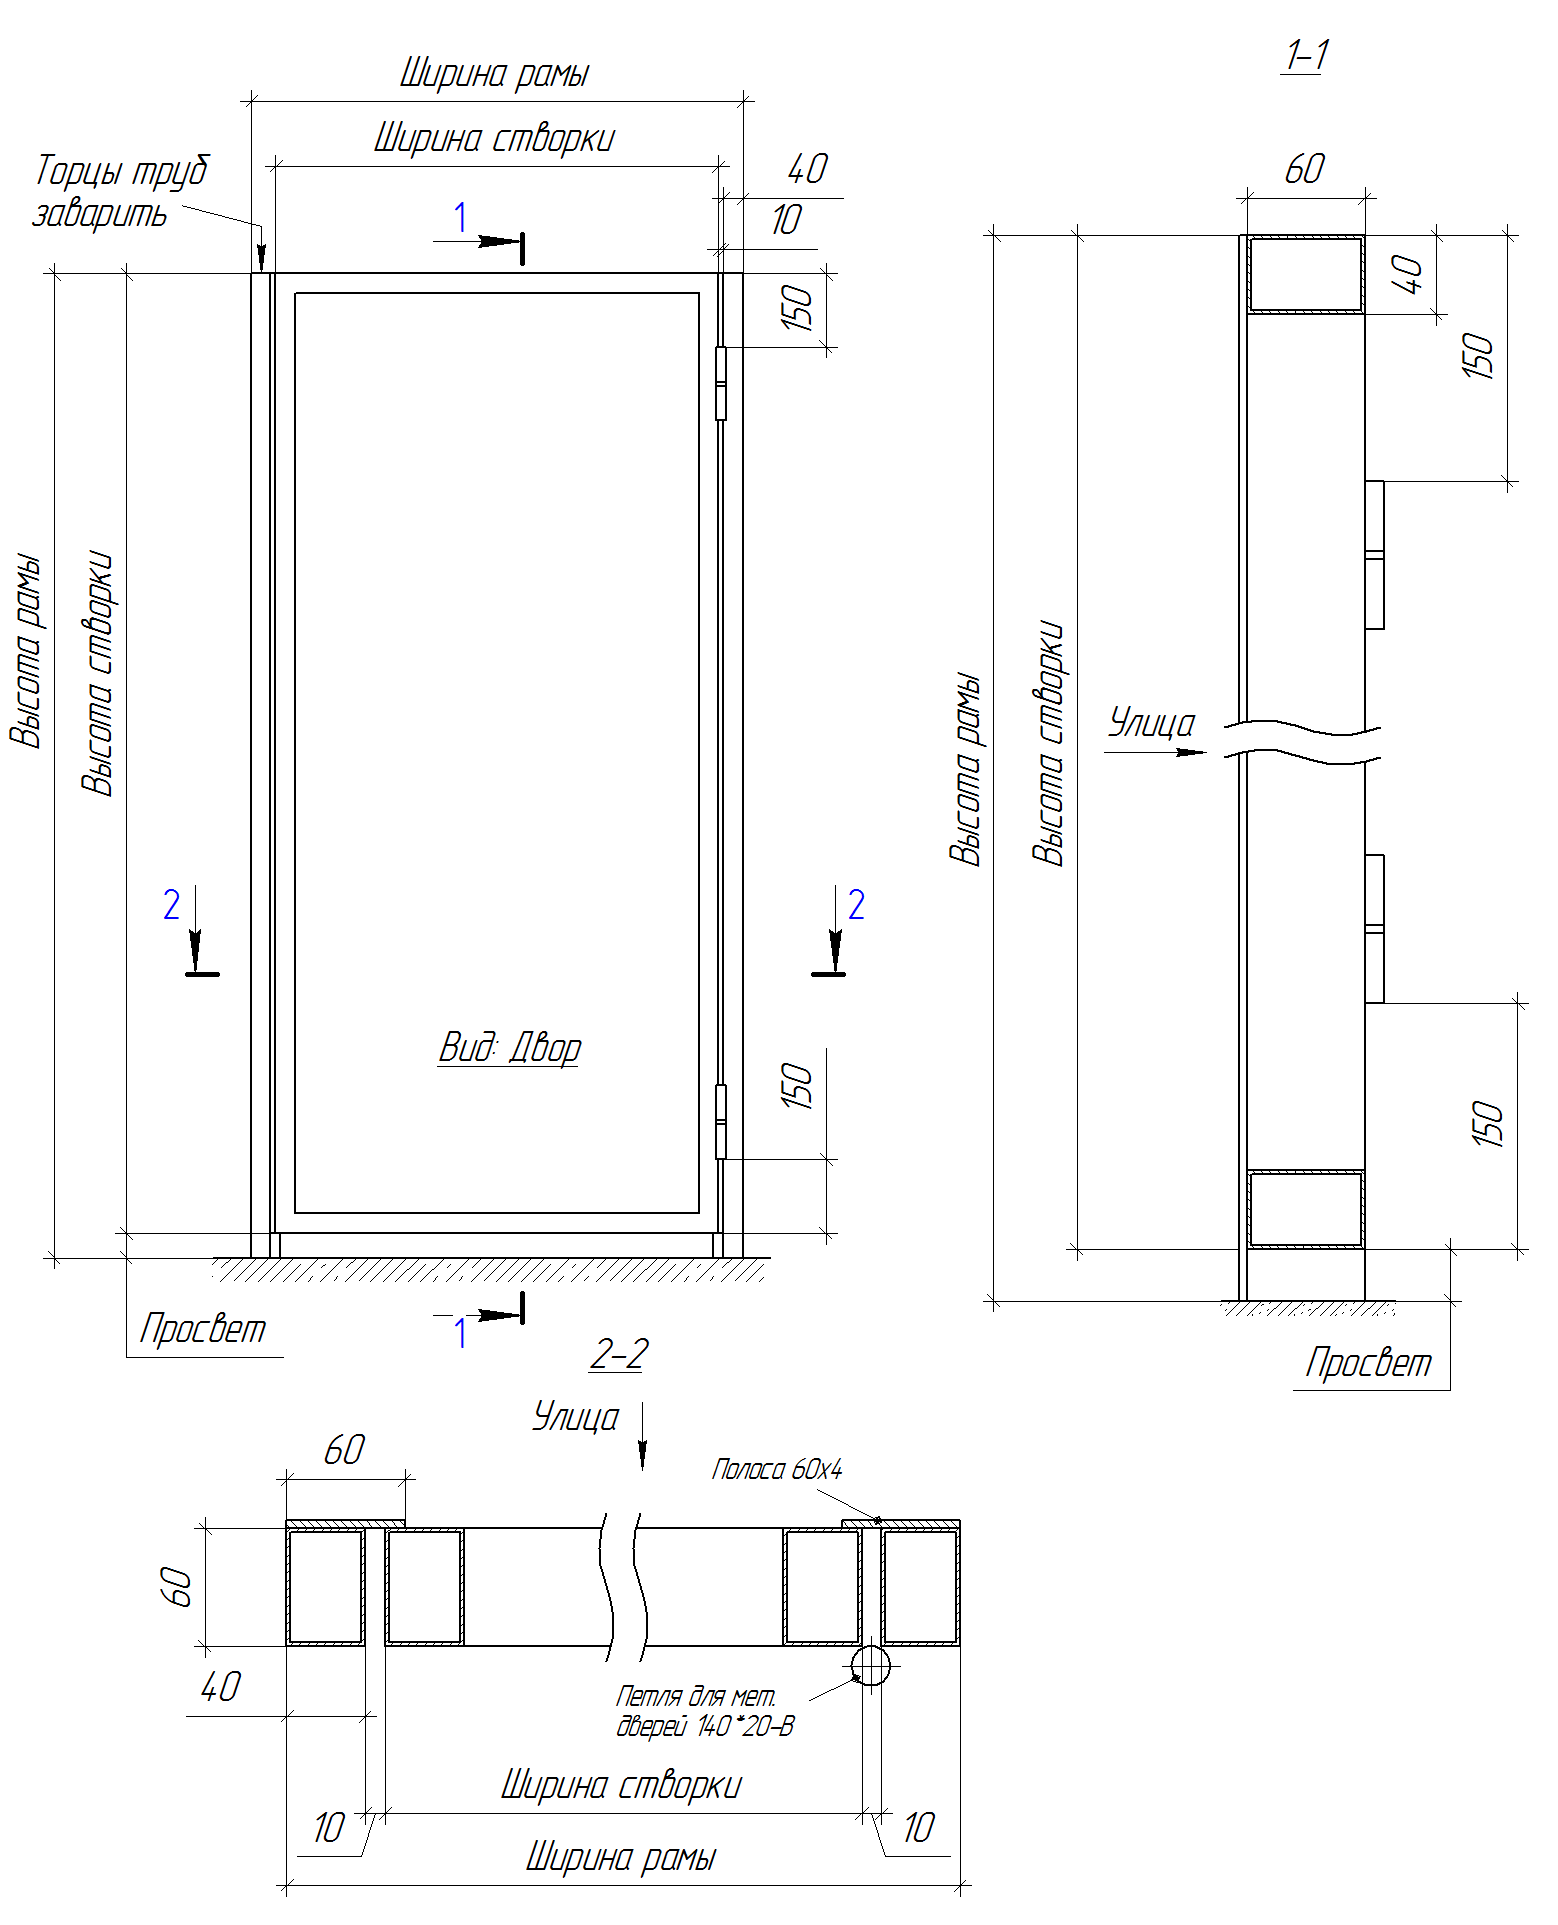 1-1
Ширина рамы
Ширина створки
Торцы труб
заварить
40
10
1
150
Высота рамы
Высота створки
2
2
Вид: Двор
150
1
Просвет
60
40
150
Высота рамы
Высота створки
Улица
150
Просвет
2-2
Улица
60
Полоса 60х4
60
40
Петля для мет.
дверей 140*20-В
Ширина створки
10
10
Ширина рамы